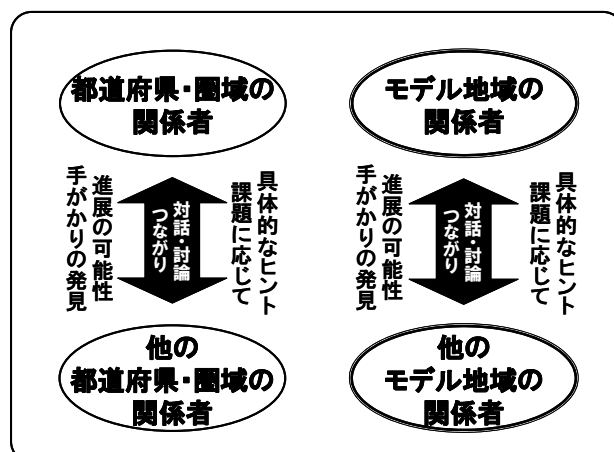 都道府県・圏域の
関係者
モデル地域の
関係者
具体的なヒント
課題に応じて
対話・討論
つながり
進展の可能性
手がかりの発見
具体的なヒント
課題に応じて
対話・討論
つながり
進展の可能性
手がかりの発見
他の
都道府県・圏域の
関係者
他の
モデル地域の
関係者